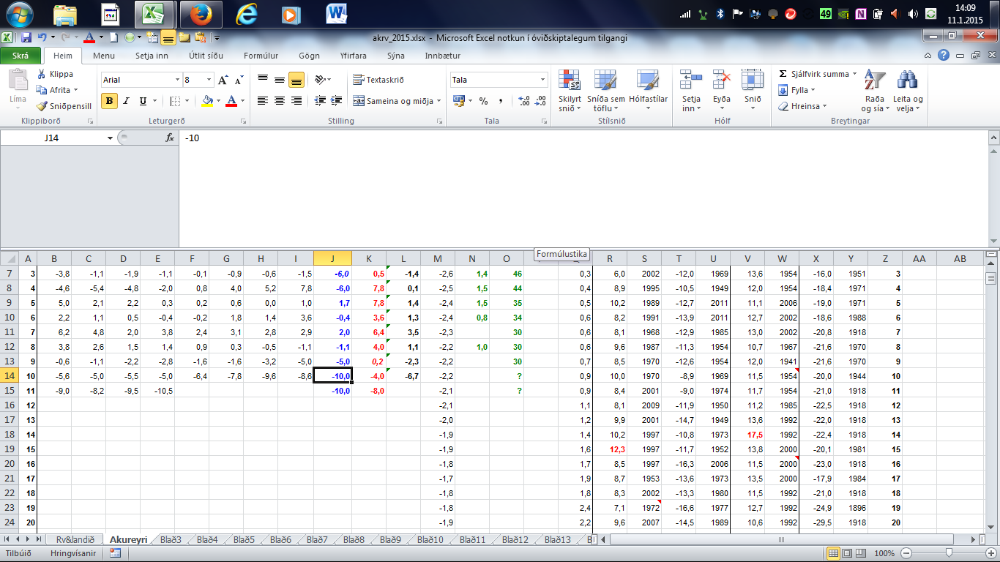 14:09
49
11.1.2015
akrv_2015.xlsx - Microsoft Excel notkun í óviðskiptalegum tilgangi
Skrá Heim Menu Setja inn Útlit síðu Formúlur Gögn Yfirfara Sýna Innbætur
Líma Klippa Afrita Sniðpensill Klippiborð
Arial 8 A A B I U A Leturgerð
Textaskrið Sameina og miðja Stilling
Tala % Tala
Skilyrt snið Sníða sem töflu Hólfastílar Stílsnið
Setja inn Eyða Snið Hólf
Σ Sjálfvirk summa Fylla Hreinsa Raða og sía Leita og velja Breytingar
J14 fx -10
Formúlustika
A B C D E F G H I J K L M N O Q R S T U V W X Y Z AA AB
7 3 -3,8 -1,1 -1,9 -1,1 -0,1 -0,9 -0,6 -1,5 -6,0 0,5 -1,4 -2,6 1,4 46 0,3 6,0 2002 -12,0 1969 13,6 1954 -16,0 1951 3
8 4 -4,6 -5,4 -4,8 -2,0 0,8 4,0 5,2 7,8 -6,0 7,8 0,1 -2,5 1,5 44 0,4 8,9 1995 -10,5 1949 12,0 1954 -18,4 1971 4
9 5 5,0 2,1 2,2 0,3 0,2 0,6 0,0 1,0 1,7 7,8 1,4 -2,4 1,5 35 0,5 10,2 1989 -12,7 2011 11,1 2006 -19,0 1971 5
10 6 2,2 1,1 0,5 -0,4 -0,2 1,8 1,4 3,6 -0,4 3,6 1,3 -2,4 0,8 34 0,6 8,2 1991 -13,9 2011 12,7 2002 -18,6 1988 6
11 7 6,2 4,8 2,0 3,8 2,4 3,1 2,8 2,9 2,0 6,4 3,5 -2,3 30 0,6 8,1 1968 -12,9 1985 13,0 2002 -20,8 1918 7
12 8 3,8 2,6 1,5 1,4 0,9 0,3 -0,5 -1,1 -1,1 4,0 1,1 -2,2 1,0 30 0,6 9,6 1987 -11,3 1954 10,7 1967 -21,6 1970 8
13 9 -0,6 -1,1 -2,2 -2,8 -1,6 -1,6 -3,2 -5,0 -5,0 0,2 -2,3 -2,2 30 0,7 8,5 1970 -12,6 1954 12,0 1941 -21,6 1970 9
14 10 -5,6 -5,0 -5,5 -5,0 -6,4 -7,8 -9,6 -8,6 -10,0 -4,0 -6,7 -2,2 ? 0,9 10,0 1970 -8,9 1969 11,5 1954 -20,0 1944 10
15 11 -9,0 -8,2 -9,5 -10,5 -10,0 -8,0 -2,1 ? 0,9 8,4 2001 -9,0 1974 11,7 1954 -21,0 1918 11
16 12 -2,1 1,1 8,1 2009 -11,9 1950 11,2 1985 -22,5 1918 12
17 13 -2,0 1,2 9,9 2001 -14,7 1949 13,6 1992 -22,0 1918 13
18 14 -1,9 1,4 10,2 1997 -10,8 1973 17,5 1992 -22,4 1918 14
19 15 -1,9 1,6 12,3 1997 -11,7 1952 13,8 2000 -20,1 1981 15
20 16 -1,8 1,7 8,5 1997 -16,3 2006 11,5 2000 -23,0 1918 16
21 17 -1,7 1,9 8,7 1953 -13,6 1973 13,5 2000 -17,9 1984 17
22 18 -1,8 1,8 8,3 2002 -13,3 1980 11,5 1992 -21,0 1918 18
23 19 -1,8 2,4 7,1 1972 -16,6 1977 12,7 1992 -24,9 1896 19
24 20 -1,9 2,2 9,6 2007 -14,5 1989 10,6 1992 -29,5 1918 20
Rv&landið Akureyri Blað3 Blað4 Blað5 Blað6 Blað7 Blað8 Blað9 Blað10 Blað11 Blað12 Blað13
Tilbúið Hringvísanir 100%